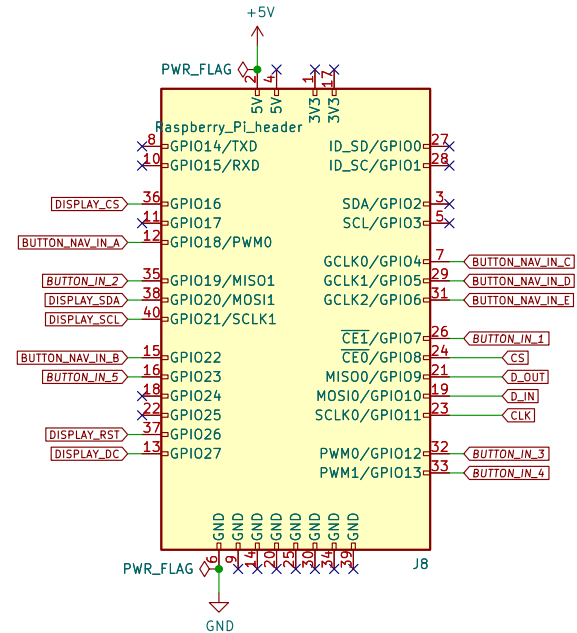 +5V
PWR_FLAG
2 4 1 17
5V 5V 3V3 3V3
Raspberry_Pi_header
8 GPIO14/TXD ID_SD/GPIO0 27
10 GPIO15/RXD ID_SC/GPIO1 28
DISPLAY_CS 36 GPIO16 SDA/GPIO2 3
11 GPIO17 SCL/GPIO3 5
BUTTON_NAV_IN_A 12 GPIO18/PWM0
GCLK0/GPIO4 7 BUTTON_NAV_IN_C
BUTTON_IN_2 35 GPIO19/MISO1 GCLK1/GPIO5 29 BUTTON_NAV_IN_D
DISPLAY_SDA 38 GPIO20/MOSI1 GCLK2/GPIO6 31 BUTTON_NAV_IN_E
DISPLAY_SCL 40 GPIO21/SCLK1
CE1/GPIO7 26 BUTTON_IN_1
BUTTON_NAV_IN_B 15 GPIO22 CE0/GPIO8 24 CS
BUTTON_IN_5 16 GPIO23 MISO0/GPIO9 21 D_OUT
18 GPIO24 MOSI0/GPIO10 19 D_IN
22 GPIO25 SCLK0/GPIO11 23 CLK
DISPLAY_RST 37 GPIO26
DISPLAY_DC 13 GPIO27 PWM0/GPIO12 32 BUTTON_IN_3
PWM1/GPIO13 33 BUTTON_IN_4
GND GND GND GND GND GND GND GND
6 9 14 20 25 30 34 39
J8
PWR_FLAG
GND